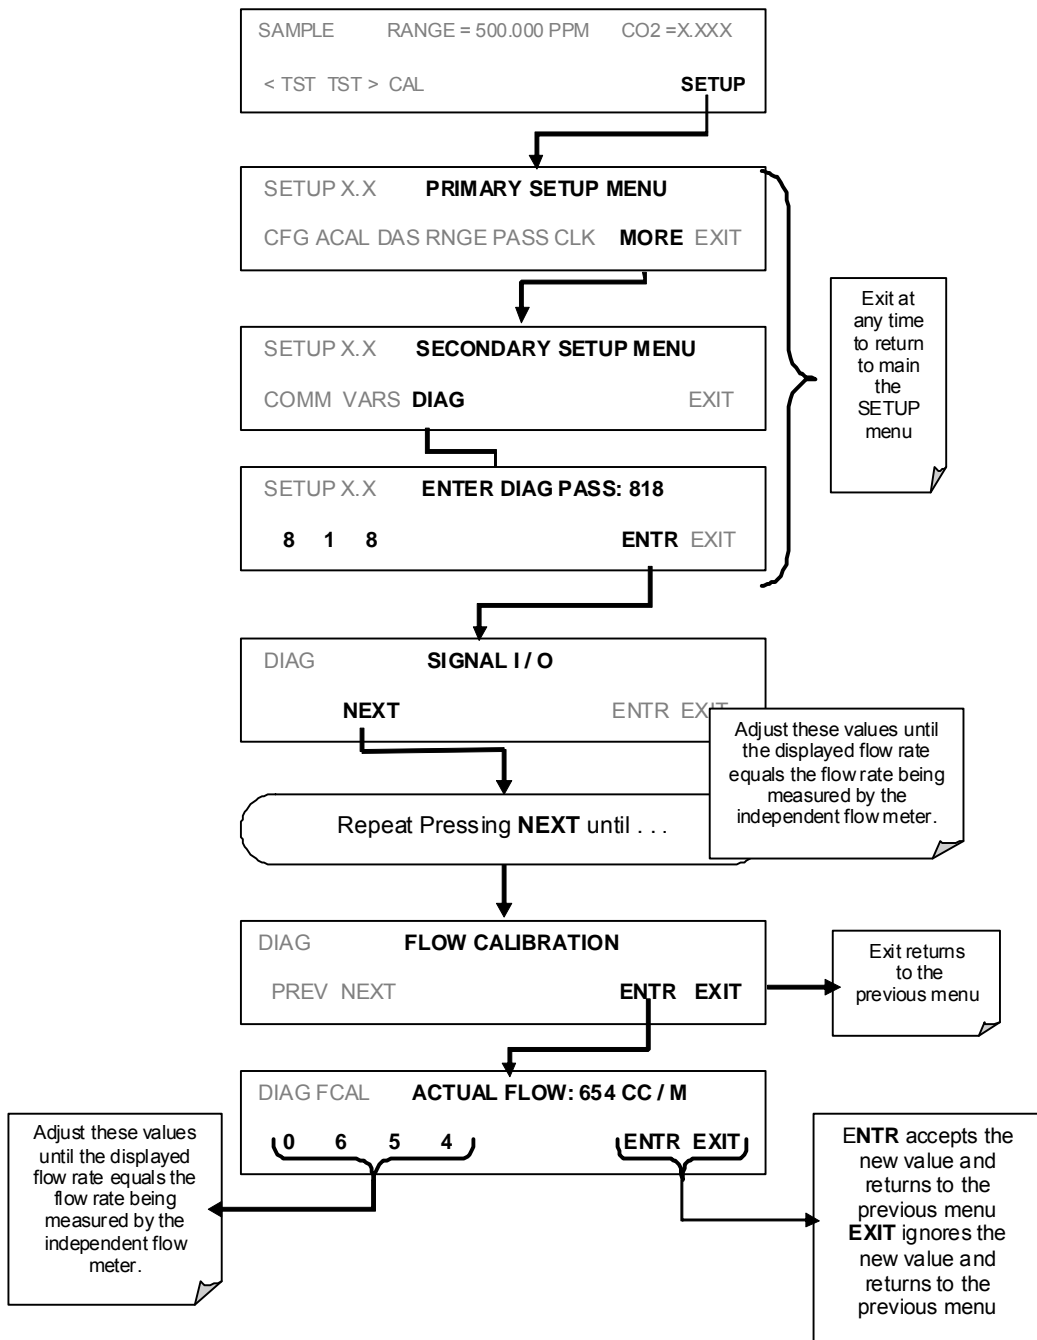 SAMPLE RANGE = 500.000 PPM CO2 =X.XXX
< TST TST > CAL SETUP
SETUP X.X PRIMARY SETUP MENU
CFG ACAL DAS RNGE PASS CLK MORE EXIT
SETUP X.X SECONDARY SETUP MENU
COMM VARS DIAG EXIT
SETUP X.X ENTER DIAG PASS: 818
8 1 8 ENTR EXIT
Exit at
any time
to return
to main
the
SETUP
menu
DIAG SIGNAL I / O
NEXT ENTR EXIT
Adjust these values until
the displayed flow rate
equals the flow rate being
measured by the
independent flow meter.
Repeat Pressing NEXT until . . .
DIAG FLOW CALIBRATION
PREV NEXT ENTR EXIT
Exit returns
to the
previous menu
DIAG FCAL ACTUAL FLOW: 654 CC / M
0 6 5 4 ENTR EXIT
Adjust these values
until the displayed
flow rate equals the
flow rate being
measured by the
independent flow
meter.
ENTR accepts the
new value and
returns to the
previous menu
EXIT ignores the
new value and
returns to the
previous menu